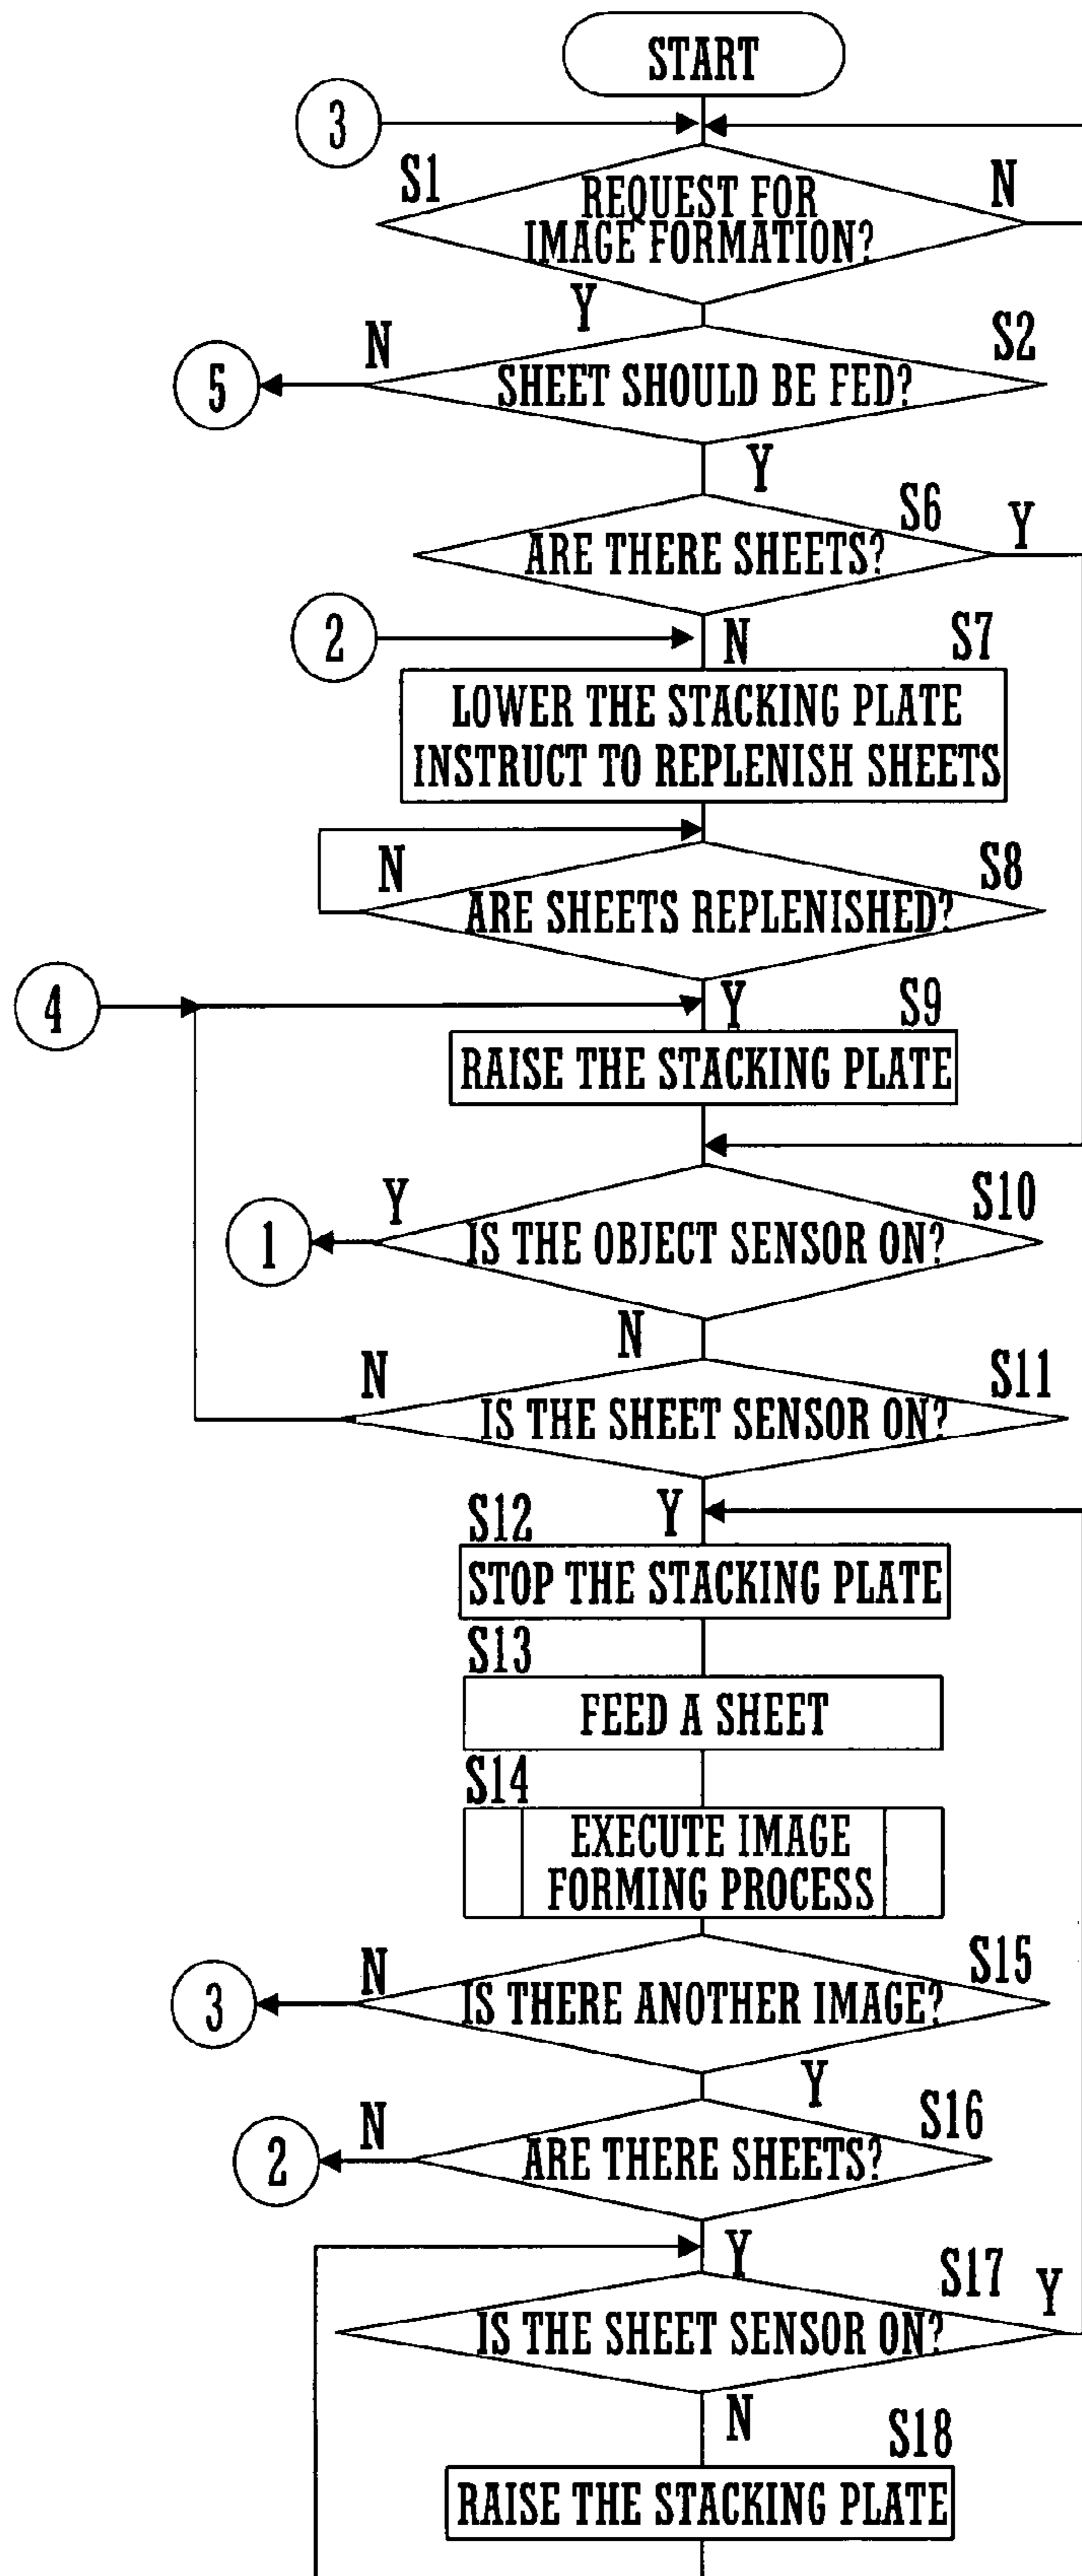 START
3
S1
REQUEST FOR
IMAGE FORMATION?
N
Y
N
S2
5
SHEET SHOULD BE FED?
Y
S6
Y
ARE THERE SHEETS?
2
N
S7
LOWER THE STACKING PLATE
INSTRUCT TO REPLENISH SHEETS
N
S8
ARE SHEETS REPLENISHED?
4
Y
S9
RAISE THE STACKING PLATE
Y
S10
1
IS THE OBJECT SENSOR ON?
N
N
S11
IS THE SHEET SENSOR ON?
Y
S12
STOP THE STACKING PLATE
S13
FEED A SHEET
S14
EXECUTE IMAGE
FORMING PROCESS
N
S15
3
IS THERE ANOTHER IMAGE?
Y
N
S16
2
ARE THERE SHEETS?
Y
S17
Y
IS THE SHEET SENSOR ON?
N
S18
RAISE THE STACKING PLATE